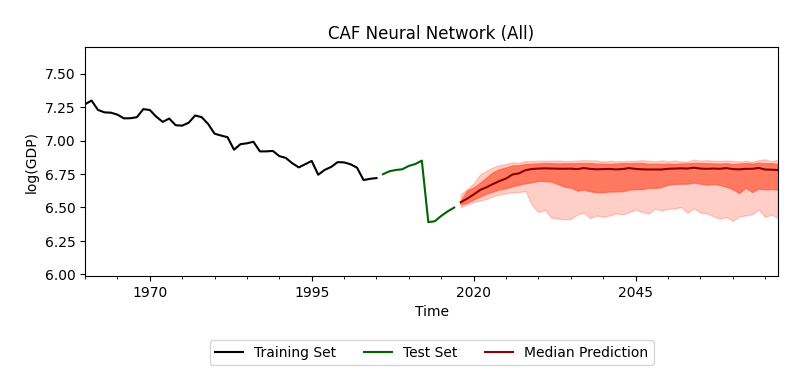 CAF Neural Network (All)
7.50
7.25
7.00
6.75
6.50
6.25
6.00
log(GDP)
1970 1995 2020 2045
Time
Training Set Test Set Median Prediction